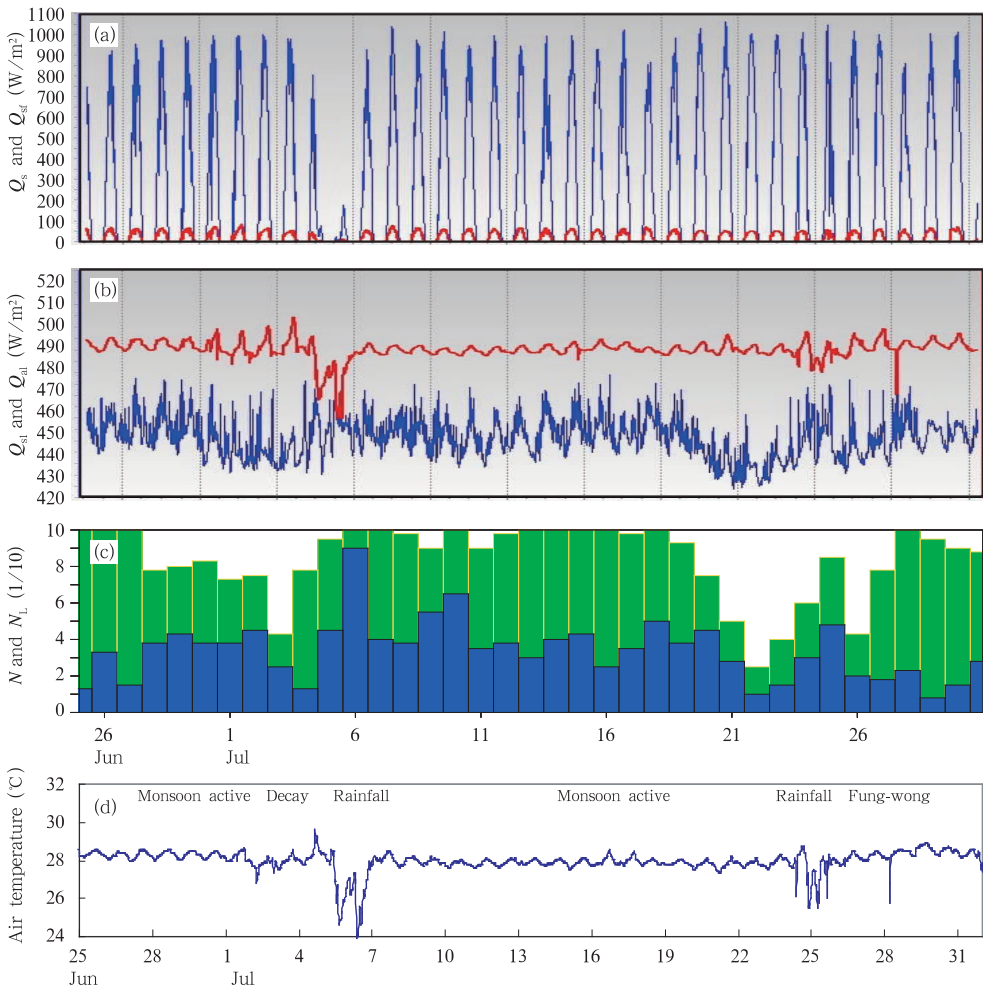 (a)
Qs and Qsf (W/m²)
1100
1000
900
800
700
600
500
400
300
200
100
0
(b)
Qsl and Qal (W/m²)
520
510
500
490
480
470
460
450
440
430
420
(c)
N and NL (1/10)
10
8
6
4
2
0
26 1 6 11 16 21 26
Jun Jul
(d)
Air temperature (℃)
Monsoon active Decay Rainfall Monsoon active Rainfall Fung-wong
32
30
28
26
24
25 28 1 4 7 10 13 16 19 22 25 28 31
Jun Jul